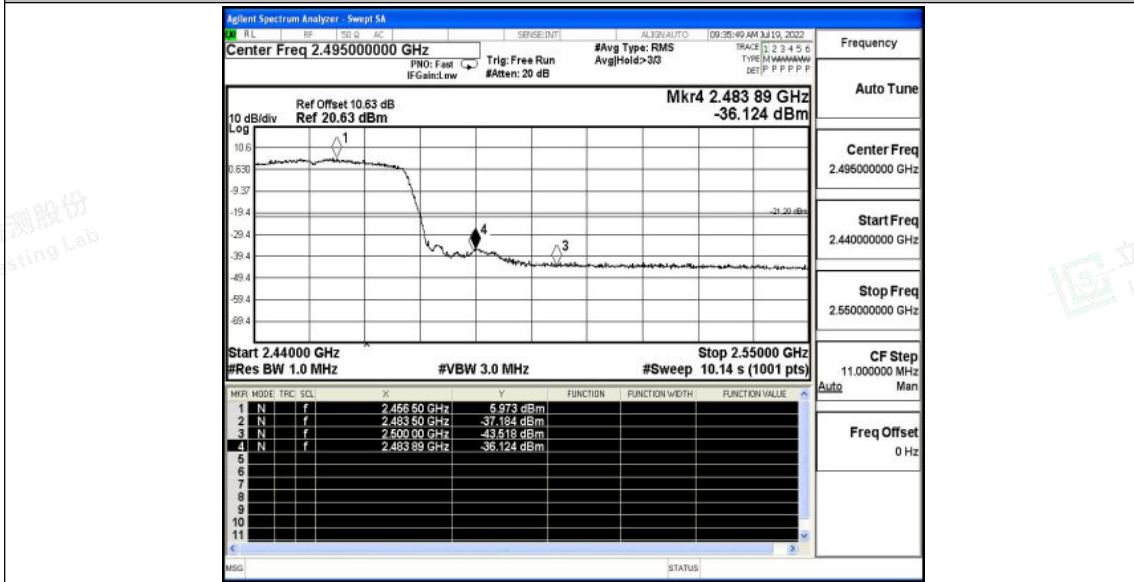 Agilent Spectrum Analyzer - Swept SA
RL RF 50 Ω AC SENSE:INT ALIGNAUTO 09:35:49 AM Jul 19, 2022
Center Freq 2.495000000 GHz
PNO: Fast
IFGain:Low
Trig: Free Run
#Atten: 20 dB
#Avg Type: RMS
Avg|Hold:>3/3
TRACE 1 2 3 4 5 6
TYPE M
DET P P P P P P
Mkr4 2.483 89 GHz
-36.124 dBm
Ref Offset 10.63 dB
10 dB/div Ref 20.63 dBm
Log
10.6
0.630
-9.37
-19.4
-29.4
-39.4
-49.4
-59.4
-69.4
1
4
3
-21.20 dBm
Start 2.44000 GHz Stop 2.55000 GHz
#Res BW 1.0 MHz #VBW 3.0 MHz #Sweep 10.14 s (1001 pts)
MKR MODE TRC SCL X Y FUNCTION FUNCTION WIDTH FUNCTION VALUE
1 N f 2.456 50 GHz 5.973 dBm
2 N f 2.483 50 GHz -37.184 dBm
3 N f 2.500 00 GHz -43.518 dBm
4 N f 2.483 89 GHz -36.124 dBm
5
6
7
8
9
10
11
MSG STATUS
Frequency
Auto Tune
Center Freq
2.495000000 GHz
Start Freq
2.440000000 GHz
Stop Freq
2.550000000 GHz
CF Step
11.000000 MHz
Auto Man
Freq Offset
0 Hz
测股份
esting Lab